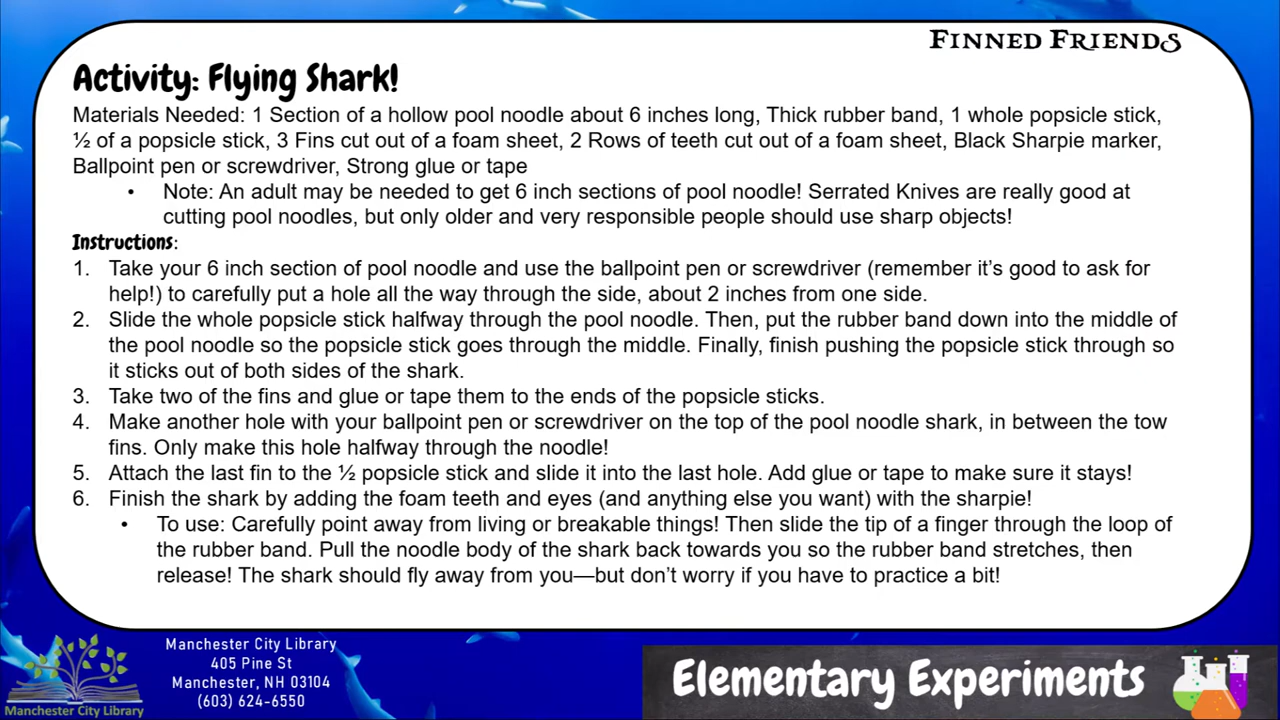 Finned Friends
Activity: Flying Shark!
Materials Needed: 1 Section of a hollow pool noodle about 6 inches long, Thick rubber band, 1 whole popsicle stick,
½ of a popsicle stick, 3 Fins cut out of a foam sheet, 2 Rows of teeth cut out of a foam sheet, Black Sharpie marker,
Ballpoint pen or screwdriver, Strong glue or tape
• Note: An adult may be needed to get 6 inch sections of pool noodle! Serrated Knives are really good at
cutting pool noodles, but only older and very responsible people should use sharp objects!
Instructions:
1. Take your 6 inch section of pool noodle and use the ballpoint pen or screwdriver (remember it's good to ask for
help!) to carefully put a hole all the way through the side, about 2 inches from one side.
2. Slide the whole popsicle stick halfway through the pool noodle. Then, put the rubber band down into the middle of
the pool noodle so the popsicle stick goes through the middle. Finally, finish pushing the popsicle stick through so
it sticks out of both sides of the shark.
3. Take two of the fins and glue or tape them to the ends of the popsicle sticks.
4. Make another hole with your ballpoint pen or screwdriver on the top of the pool noodle shark, in between the tow
fins. Only make this hole halfway through the noodle!
5. Attach the last fin to the ½ popsicle stick and slide it into the last hole. Add glue or tape to make sure it stays!
6. Finish the shark by adding the foam teeth and eyes (and anything else you want) with the sharpie!
• To use: Carefully point away from living or breakable things! Then slide the tip of a finger through the loop of
the rubber band. Pull the noodle body of the shark back towards you so the rubber band stretches, then
release! The shark should fly away from you—but don't worry if you have to practice a bit!
Manchester City Library
405 Pine St
Manchester, NH 03104
(603) 624-6550
Manchester City Library
Elementary Experiments